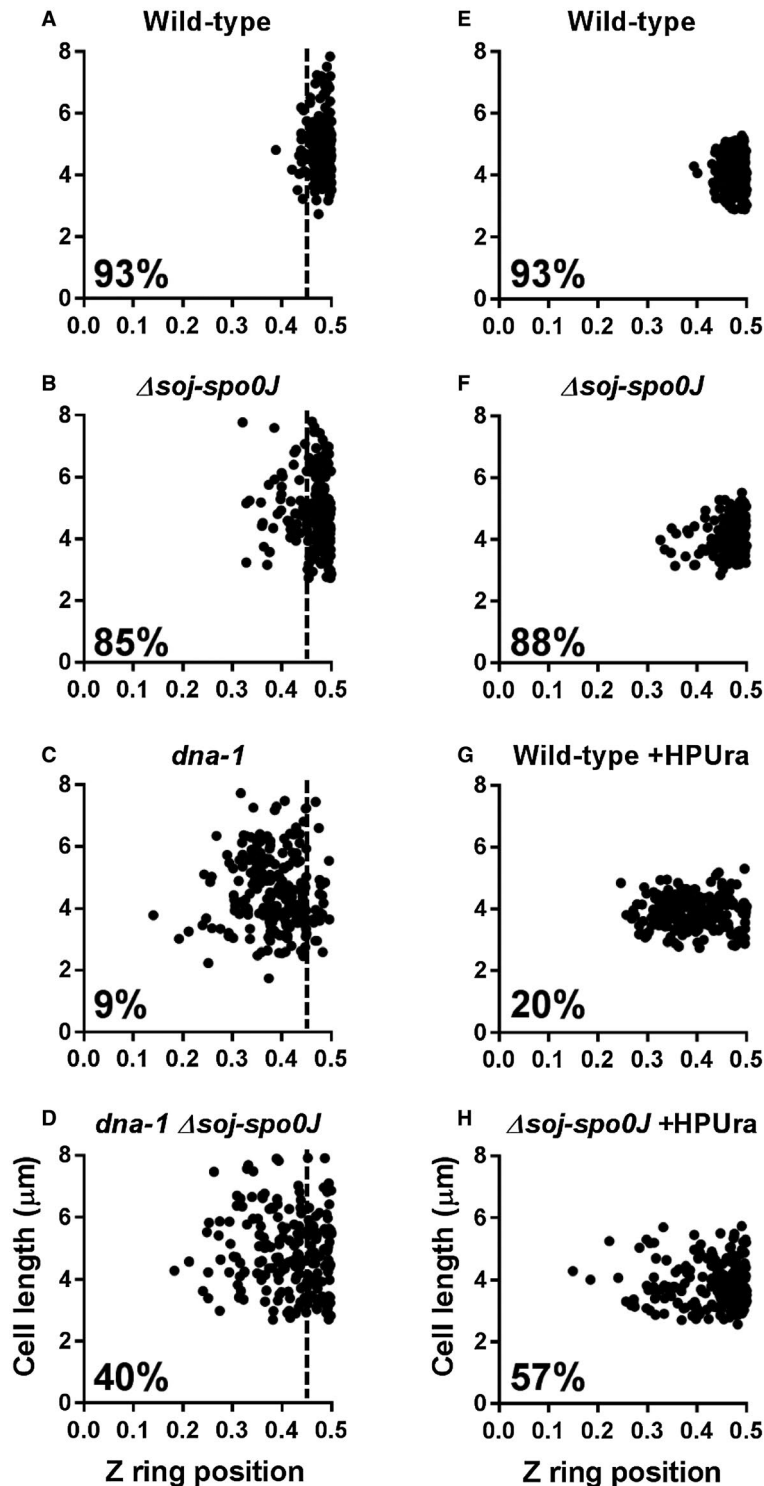 A Wild-type
8
6
4
2
0
93%
0.0 0.1 0.2 0.3 0.4 0.5
B Δsoj-spo0J
8
6
4
2
0
85%
0.0 0.1 0.2 0.3 0.4 0.5
C dna-1
8
6
4
2
0
9%
0.0 0.1 0.2 0.3 0.4 0.5
D dna-1 Δsoj-spo0J
Cell length (μm)
8
6
4
2
0
40%
0.0 0.1 0.2 0.3 0.4 0.5
Z ring position
E Wild-type
8
6
4
2
0
93%
0.0 0.1 0.2 0.3 0.4 0.5
F Δsoj-spo0J
8
6
4
2
0
88%
0.0 0.1 0.2 0.3 0.4 0.5
G Wild-type +HPUra
8
6
4
2
0
20%
0.0 0.1 0.2 0.3 0.4 0.5
H Δsoj-spo0J +HPUra
Cell length (μm)
8
6
4
2
0
57%
0.0 0.1 0.2 0.3 0.4 0.5
Z ring position